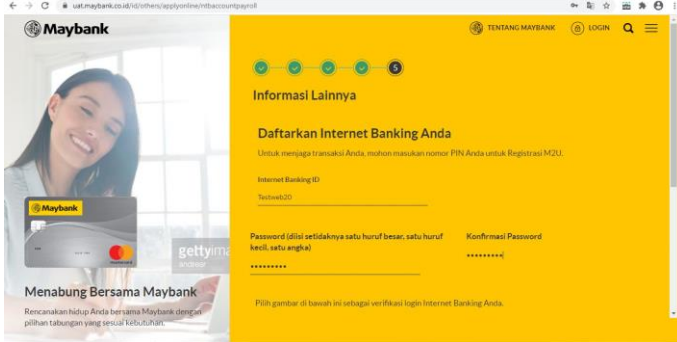 uat.maybank.co.id/id/others/applyonline/ntbaccountpayroll
Maybank
TENTANG MAYBANK
LOGIN
5
Informasi Lainnya
Daftarkan Internet Banking Anda
Untuk menjaga transaksi Anda, mohon masukan nomor PIN Anda untuk Registrasi M2U.
Internet Banking ID
Testweb20
Password (diisi setidaknya satu huruf besar, satu huruf
kecil, satu angka)
Konfirmasi Password
Pilih gambar di bawah ini sebagai verifikasi login Internet Banking Anda.
Maybank
gettyima
Menabung Bersama Maybank
Rencanakan hidup Anda bersama Maybank dengan
pilihan tabungan yang sesuai kebutuhan.